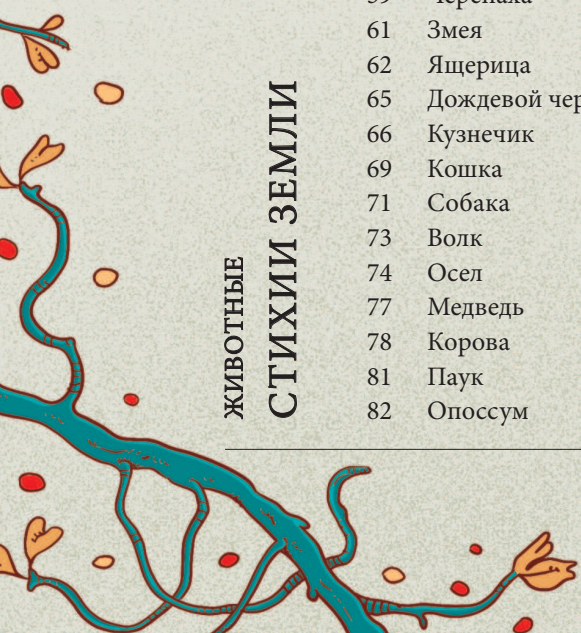 ЖИВОТНЫЕ
СТИХИИ ЗЕМЛИ
61 Змея
62 Ящерица
65 Дождевой
66 Кузнечик
69 Кошка
71 Собака
73 Волк
74 Осел
77 Медведь
78 Корова
81 Паук
82 Опоссум